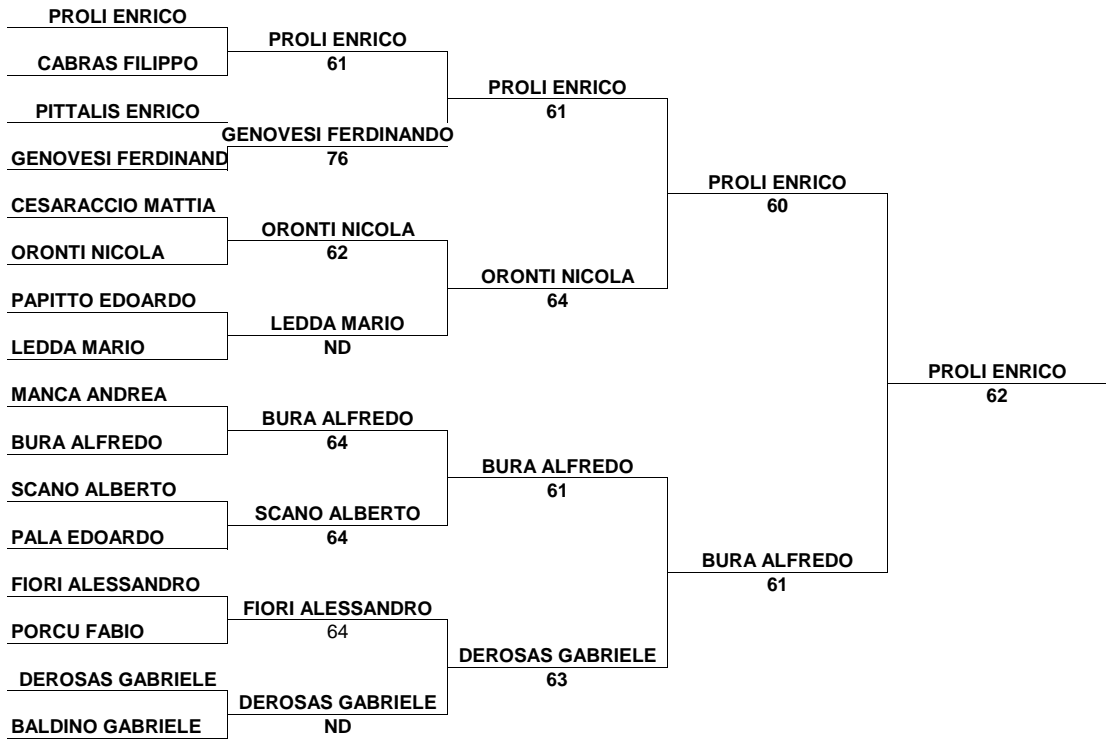 PROLI ENRICO
PROLI ENRICO
CABRAS FILIPPO
61
PROLI ENRICO
PITTALIS ENRICO
61
GENOVESI FERDINANDO
GENOVESI FERDINAND
76
PROLI ENRICO
CESARACCIO MATTIA
60
ORONTI NICOLA
ORONTI NICOLA
62
ORONTI NICOLA
PAPITTO EDOARDO
64
LEDDA MARIO
LEDDA MARIO
ND
PROLI ENRICO
MANCA ANDREA
62
BURA ALFREDO
BURA ALFREDO
64
BURA ALFREDO
SCANO ALBERTO
61
SCANO ALBERTO
PALA EDOARDO
64
BURA ALFREDO
FIORI ALESSANDRO
61
FIORI ALESSANDRO
PORCU FABIO
64
DEROSAS GABRIELE
DEROSAS GABRIELE
63
DEROSAS GABRIELE
BALDINO GABRIELE
ND